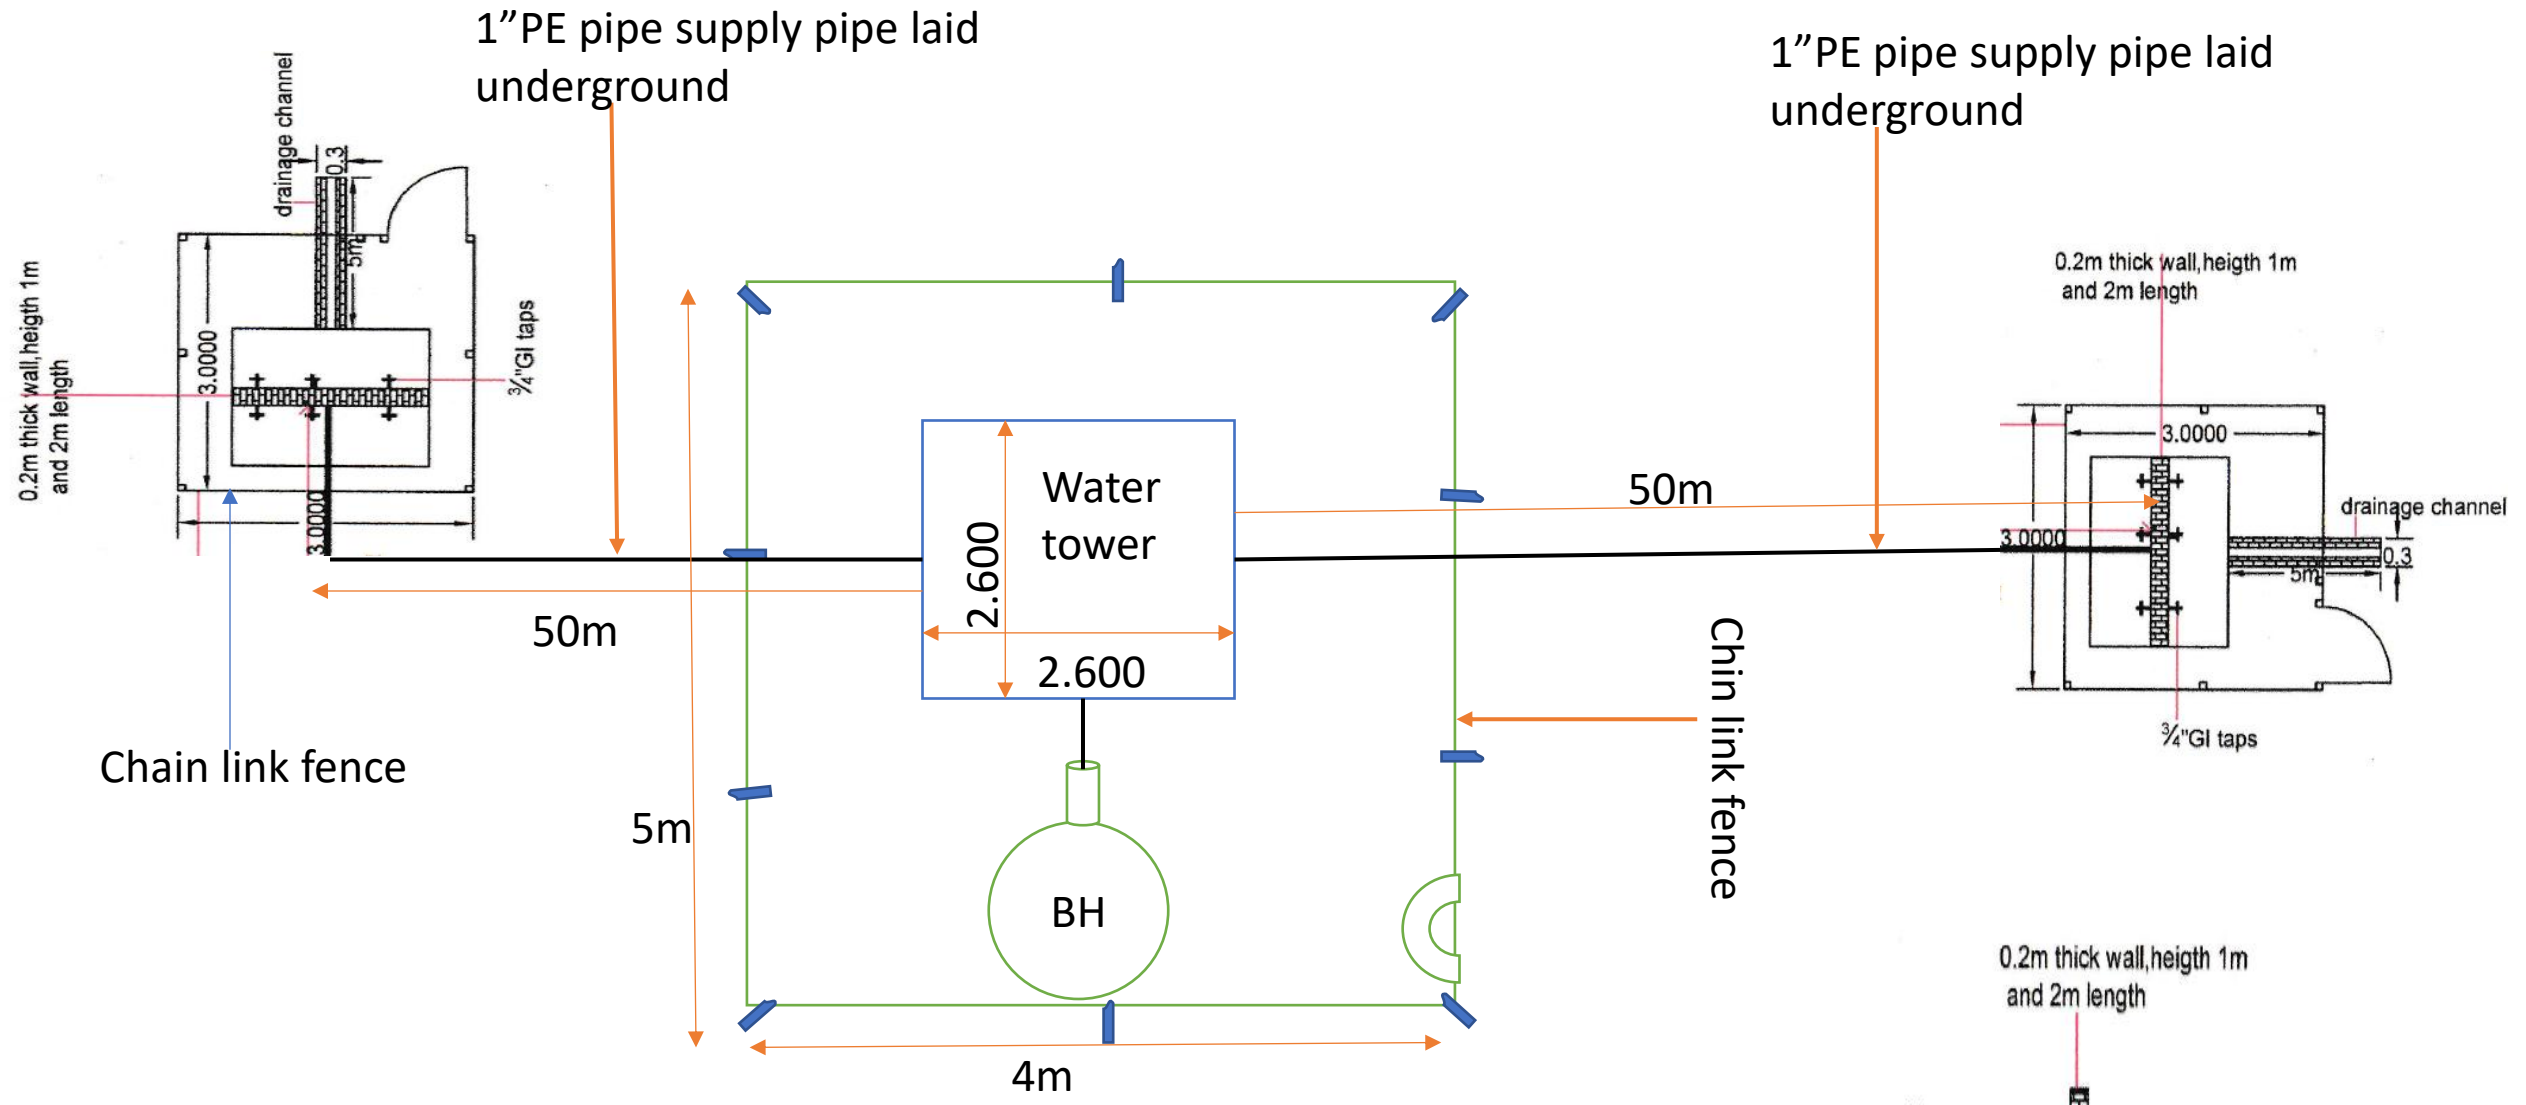 1”PE pipe supply pipe laid
underground
1”PE pipe supply pipe laid
underground
drainage channel
0.3
5m
3.0000
0.2m thick wall,heigth 1m
and 2m length
¾"GI taps
3.0000
Chain link fence
50m
5m
Water
tower
2.600
2.600
BH
4m
50m
Chin link fence
0.2m thick wall,heigth 1m
and 2m length
3.0000
3.0000
drainage channel
0.3
5m
¾"GI taps
0.2m thick wall,heigth 1m
and 2m length